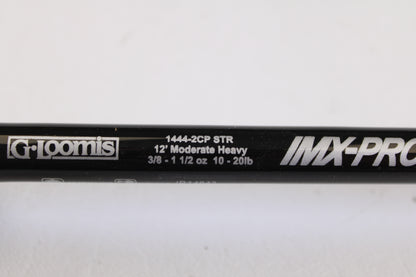 G·Loomis
1444-2CP STR
12' Moderate Heavy
3/8 - 1 1/2 oz 10 - 20lb
IMX-PRO